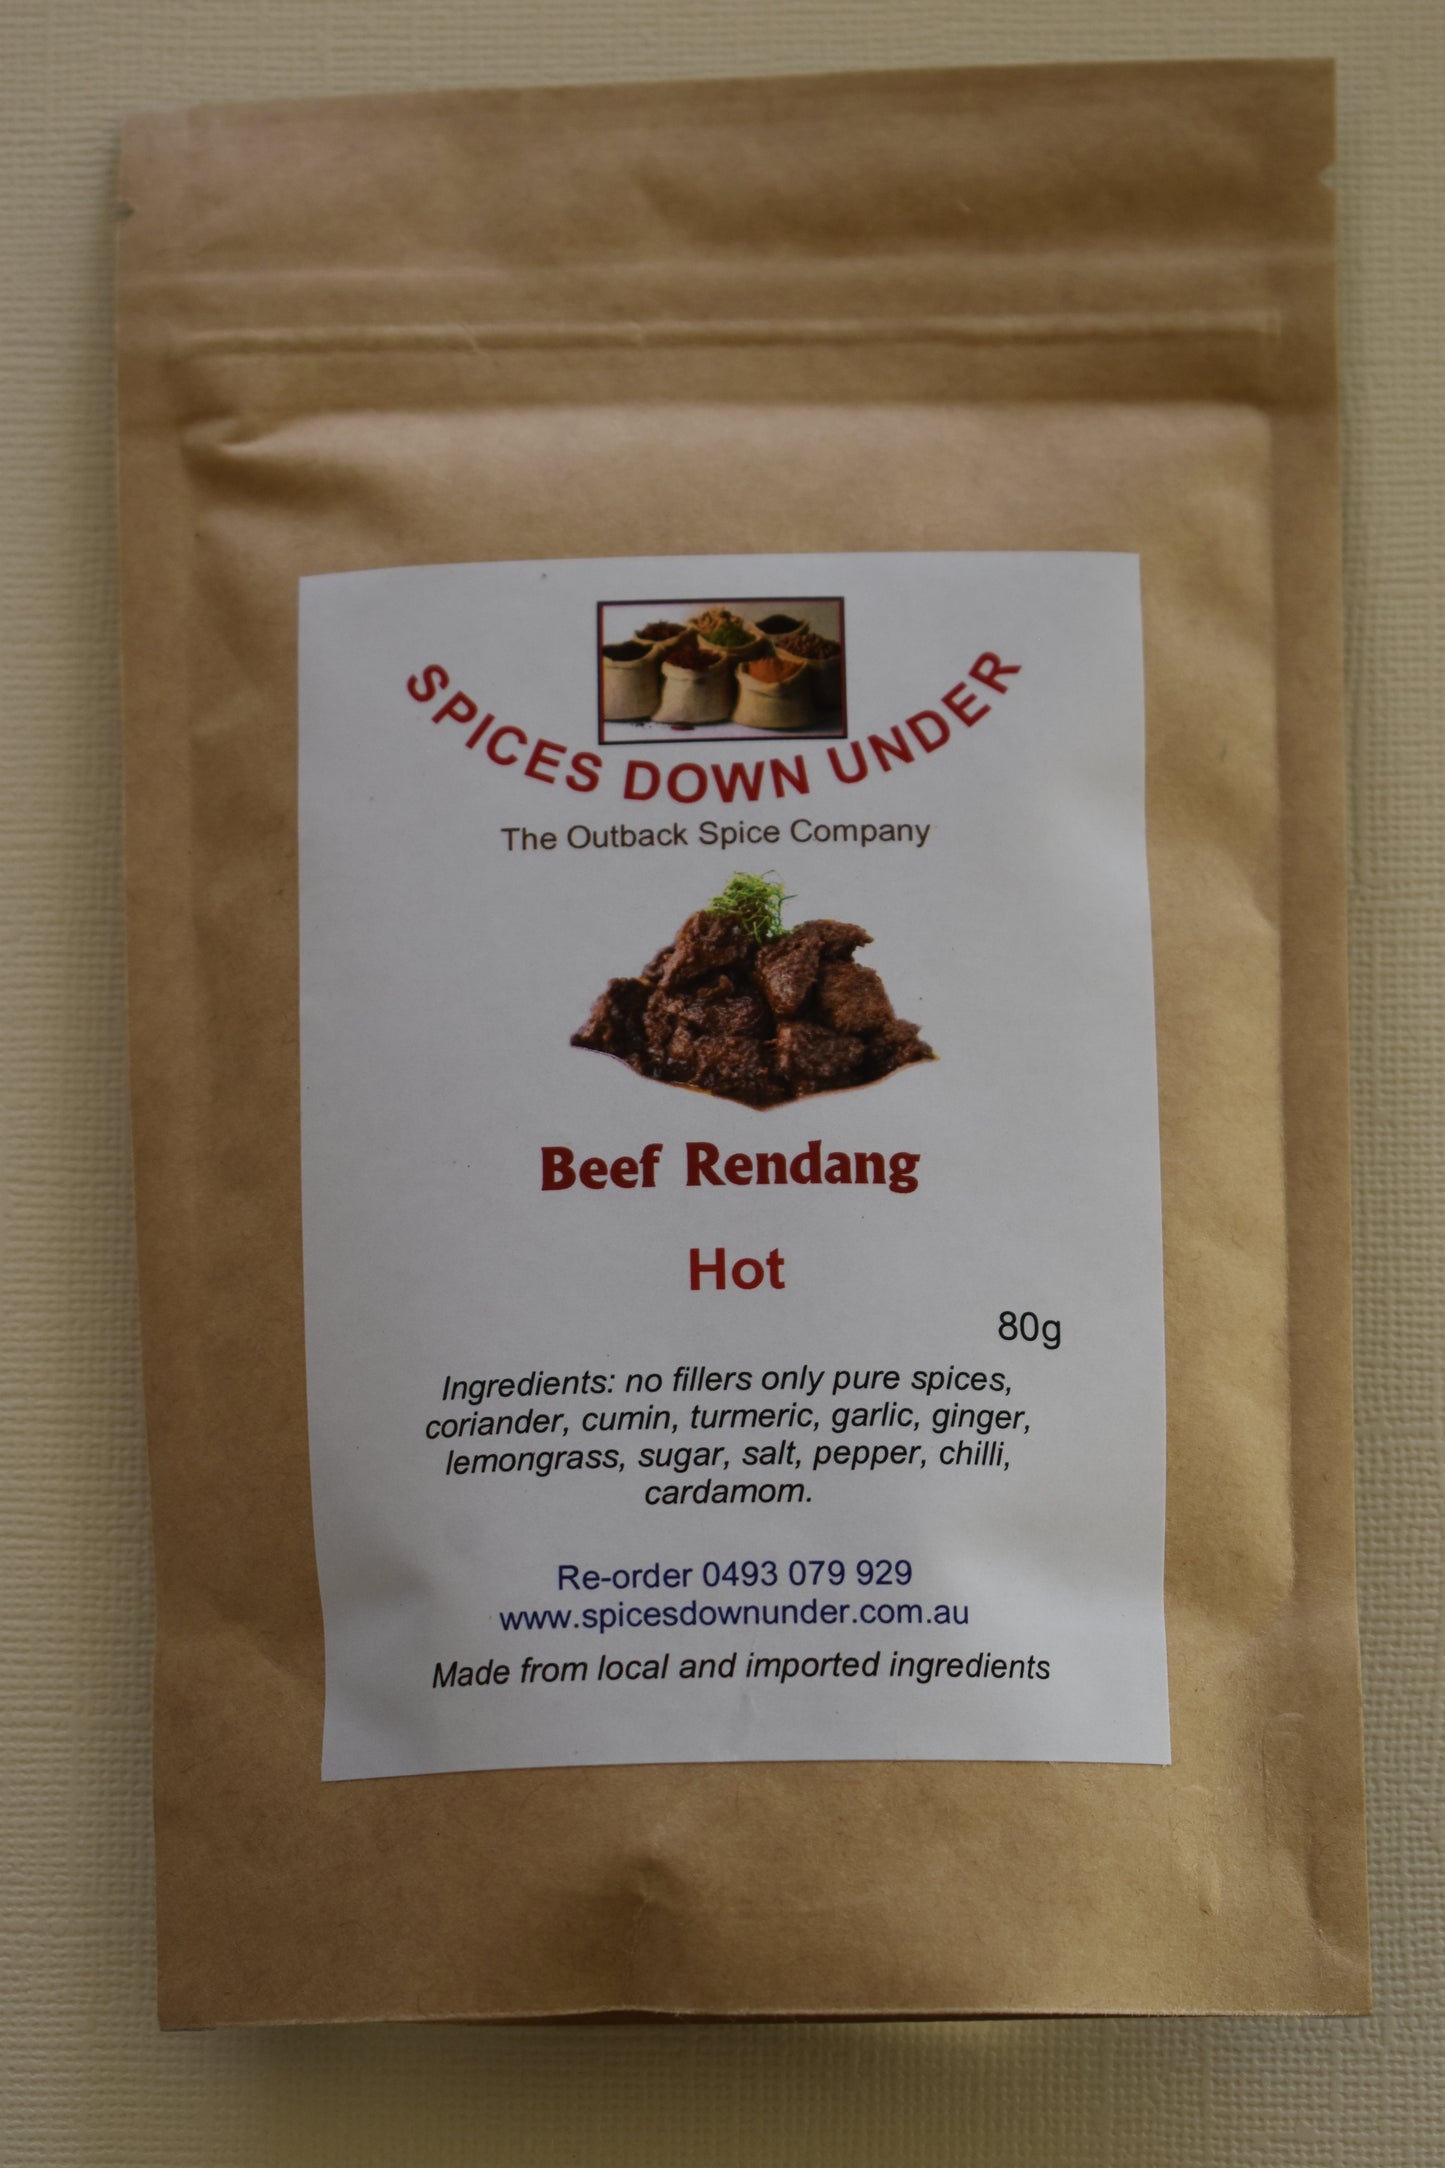 SPICES DOWN UNDER
The Outback Spice Company
Beef Rendang
Hot
80g
Ingredients: no fillers only pure spices,
coriander, cumin, turmeric, garlic, ginger,
lemongrass, sugar, salt, pepper, chilli,
cardamom.
Re-order 0493 079 929
www.spicesdownunder.com.au
Made from local and imported ingredients